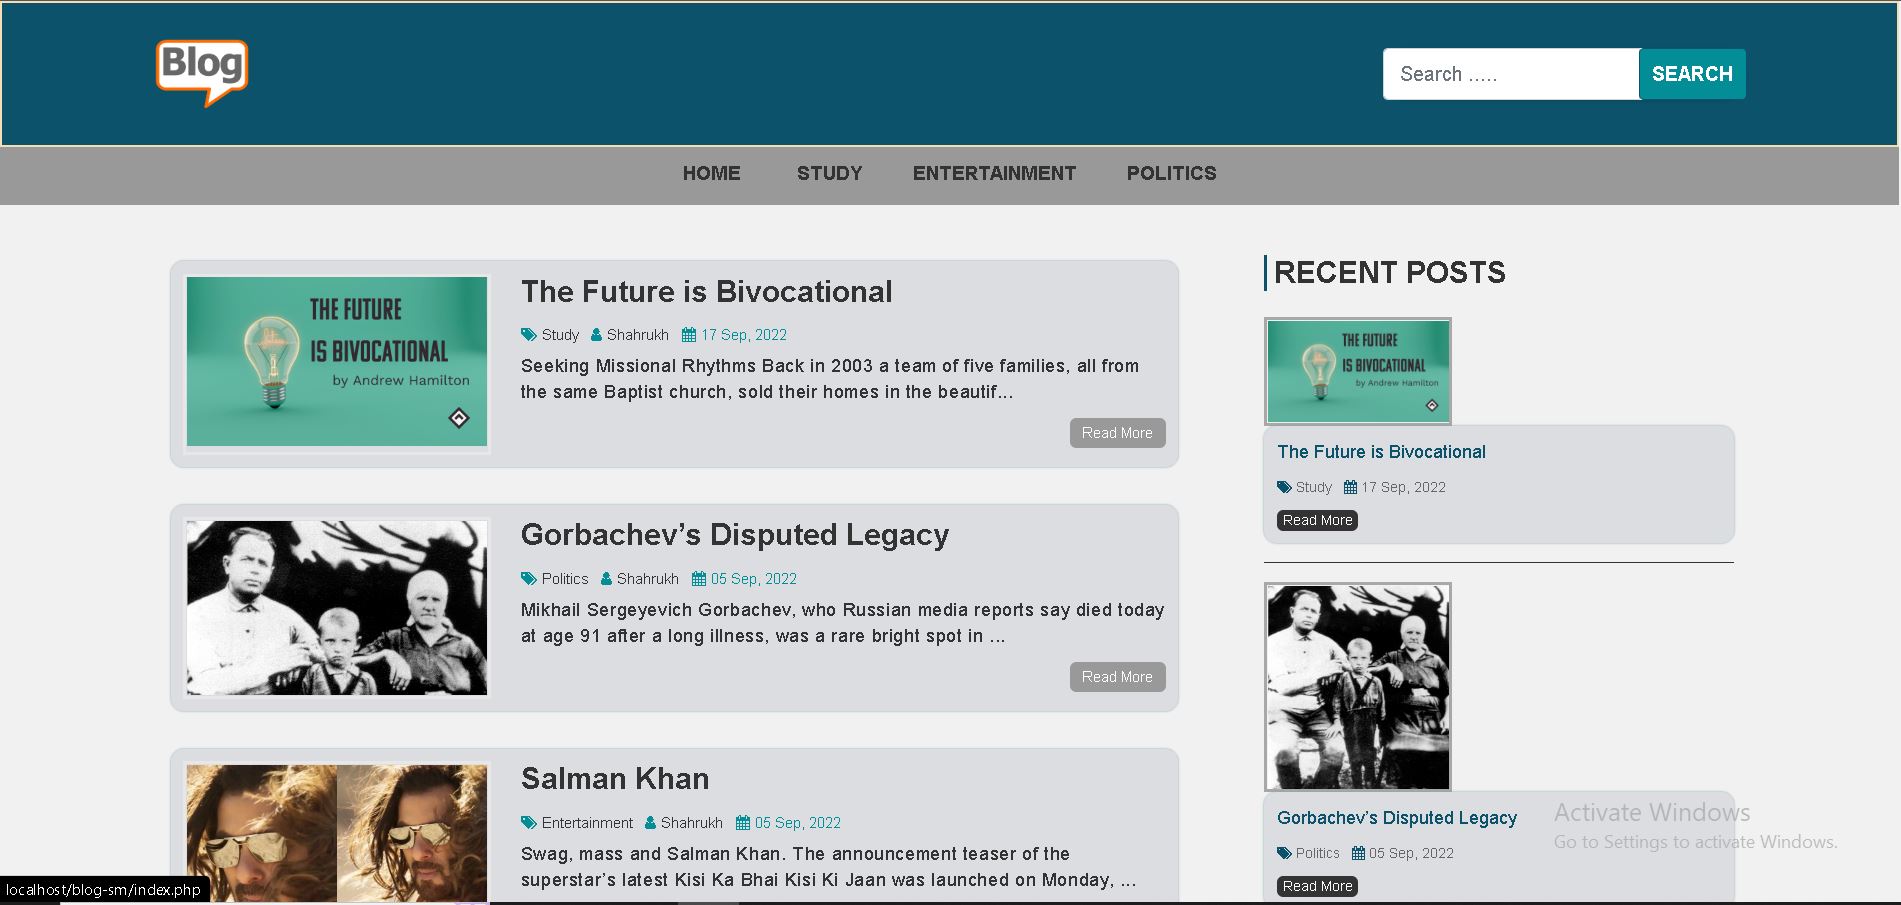 Blog
Search .....
SEARCH
HOME
STUDY
ENTERTAINMENT
POLITICS
THE FUTURE
IS BIVOCATIONAL
by Andrew Hamilton
The Future is Bivocational
Study Shahrukh 17 Sep, 2022
Seeking Missional Rhythms Back in 2003 a team of five families, all from
the same Baptist church, sold their homes in the beautif...
Read More
Gorbachev’s Disputed Legacy
Politics Shahrukh 05 Sep, 2022
Mikhail Sergeyevich Gorbachev, who Russian media reports say died today
at age 91 after a long illness, was a rare bright spot in ...
Read More
Salman Khan
Entertainment Shahrukh 05 Sep, 2022
Swag, mass and Salman Khan. The announcement teaser of the
superstar’s latest Kisi Ka Bhai Kisi Ki Jaan was launched on Monday, ...
RECENT POSTS
THE FUTURE
IS BIVOCATIONAL
by Andrew Hamilton
The Future is Bivocational
Study 17 Sep, 2022
Read More
Gorbachev’s Disputed Legacy
Politics 05 Sep, 2022
Read More
Activate Windows
Go to Settings to activate Windows.
localhost/blog-sm/index.php